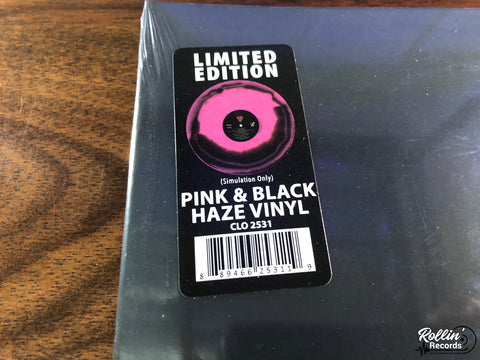 LIMITED
EDITION
(Simulation Only)
PINK & BLACK
HAZE VINYL
CLO 2531
8 89466 25311 9
Rollin'
Records